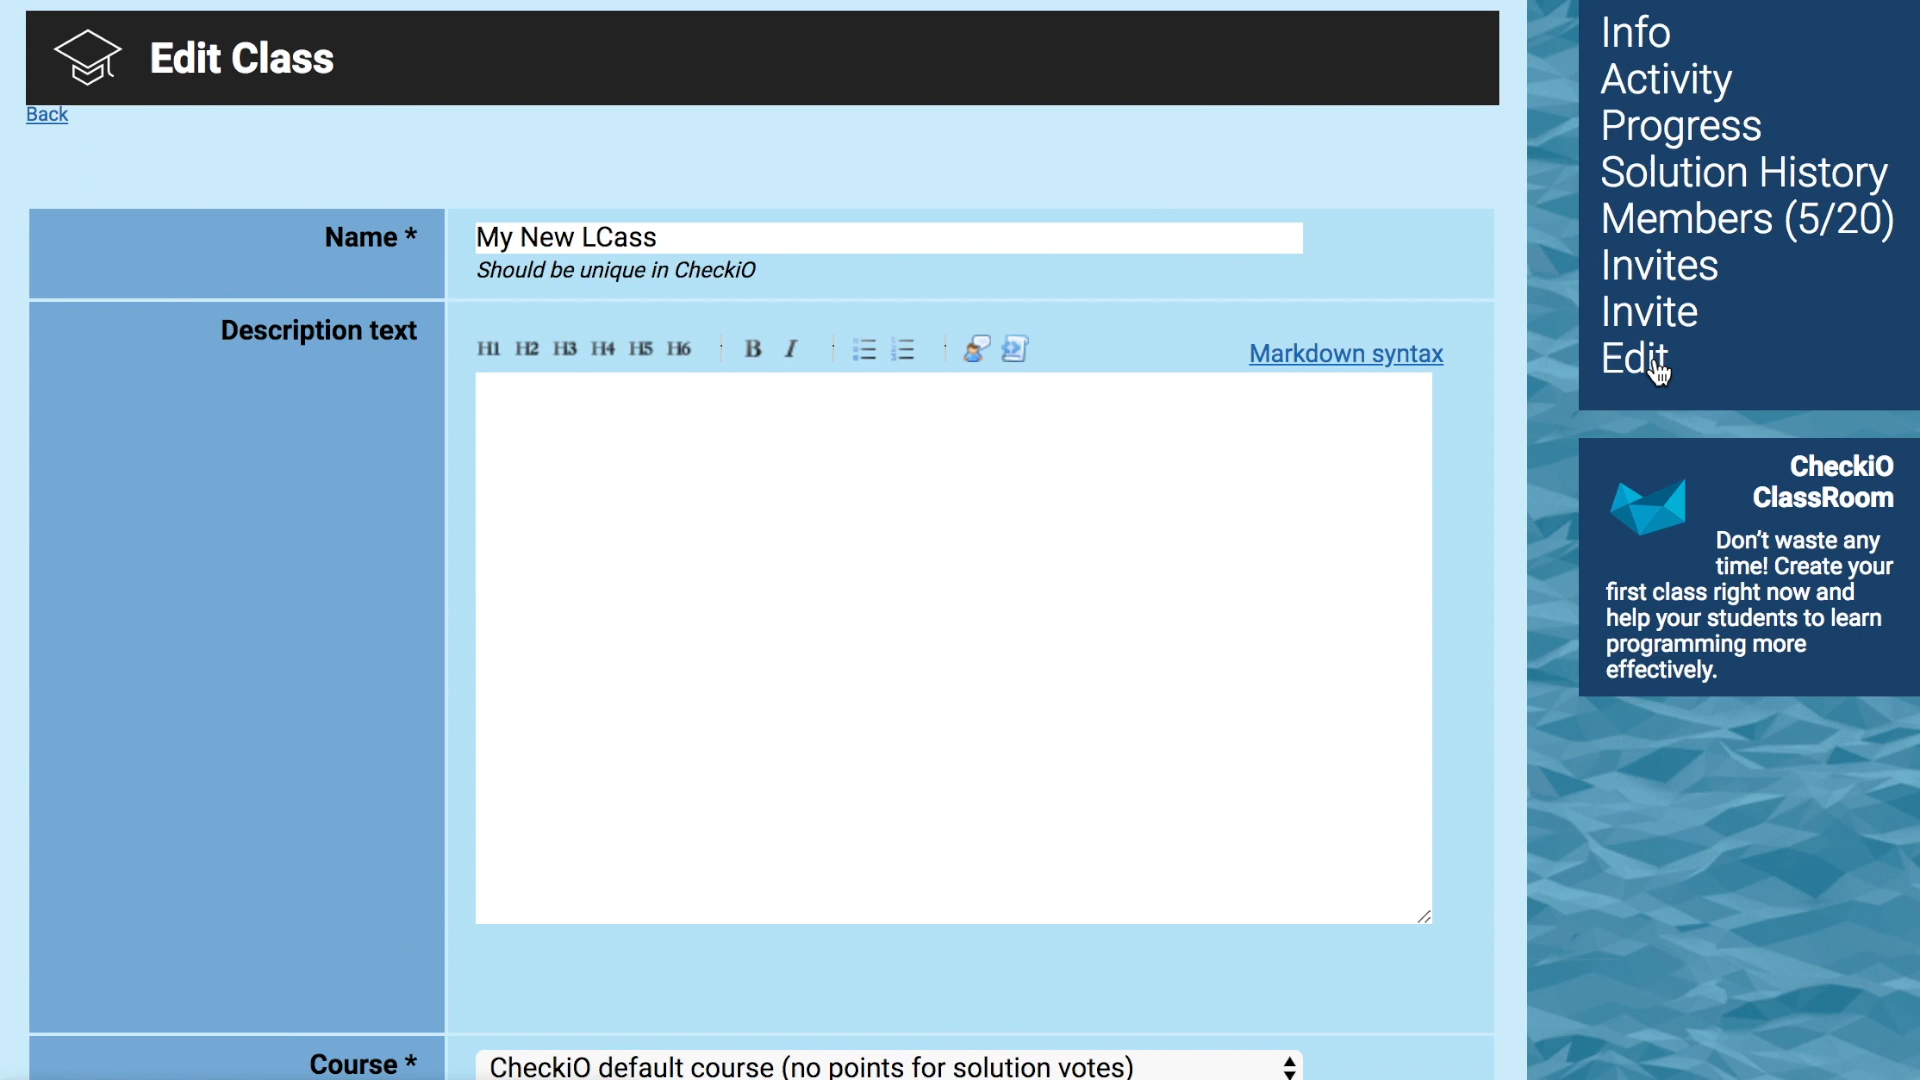 Edit Class
Back
Name *
My New LCass
Should be unique in CheckiO
Description text
H1 H2 H3 H4 H5 H6 B I
Markdown syntax
Course *
CheckiO default course (no points for solution votes)
Info
Activity
Progress
Solution History
Members (5/20)
Invites
Invite
Edit
CheckiO
ClassRoom
Don't waste any
time! Create your
first class right now and
help your students to learn
programming more
effectively.